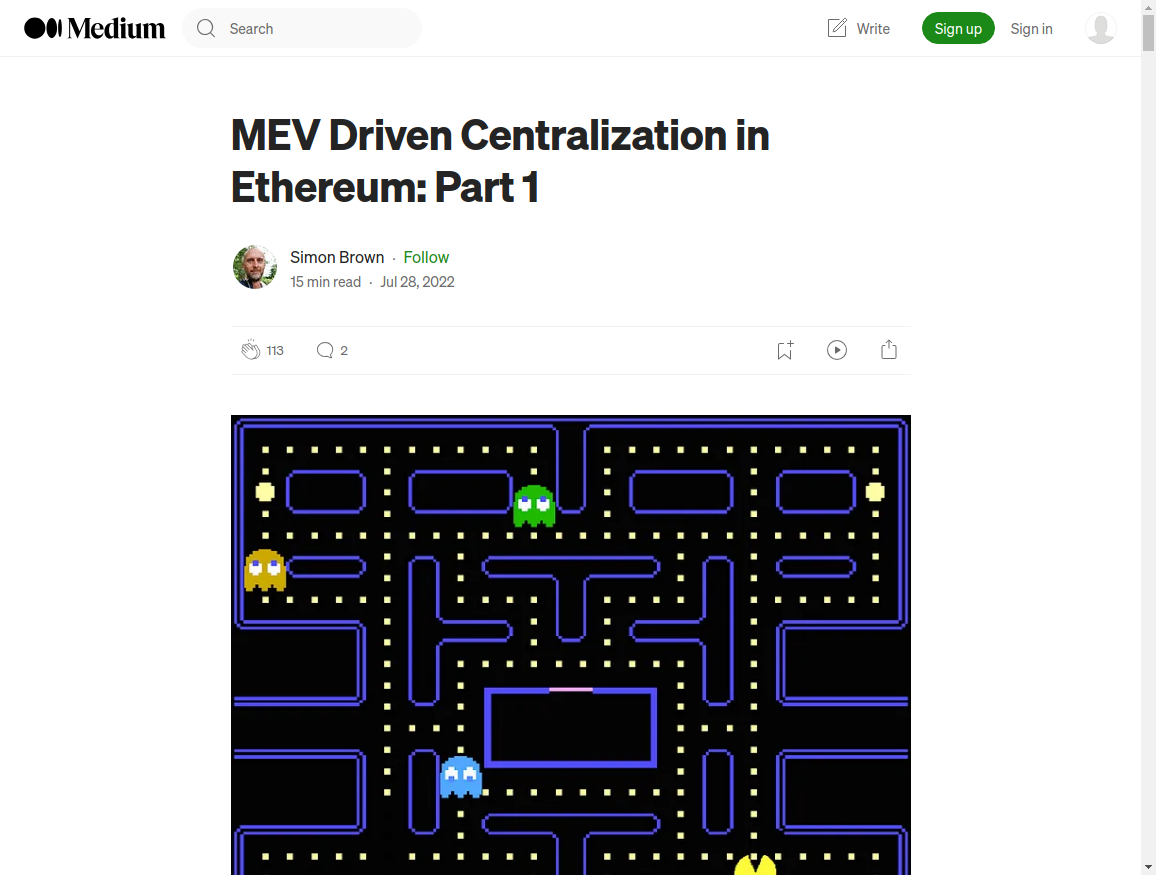 Medium
Search
Write
Sign up
Sign in
MEV Driven Centralization in
Ethereum: Part 1
Simon Brown · Follow
15 min read · Jul 28, 2022
113
2